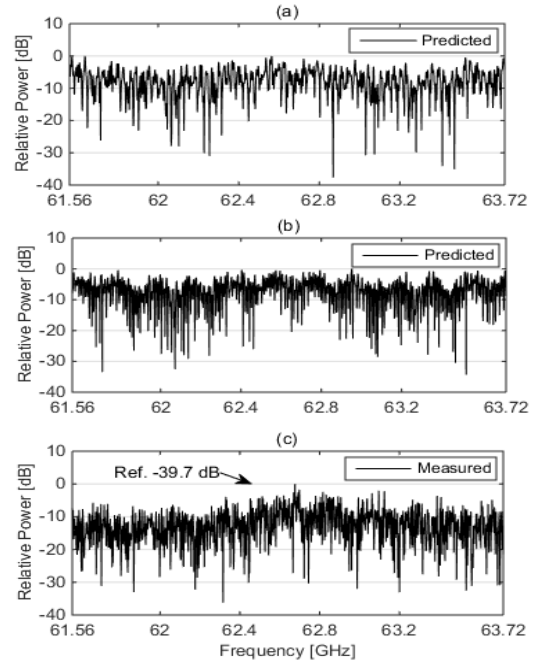 (a)
Relative Power [dB]
10
0
-10
-20
-30
-40
Predicted
61.56 62 62.4 62.8 63.2 63.72
(b)
Relative Power [dB]
10
0
-10
-20
-30
-40
Predicted
61.56 62 62.4 62.8 63.2 63.72
(c)
Relative Power [dB]
10
0
-10
-20
-30
-40
Ref. -39.7 dB
Measured
61.56 62 62.4 62.8 63.2 63.72
Frequency [GHz]